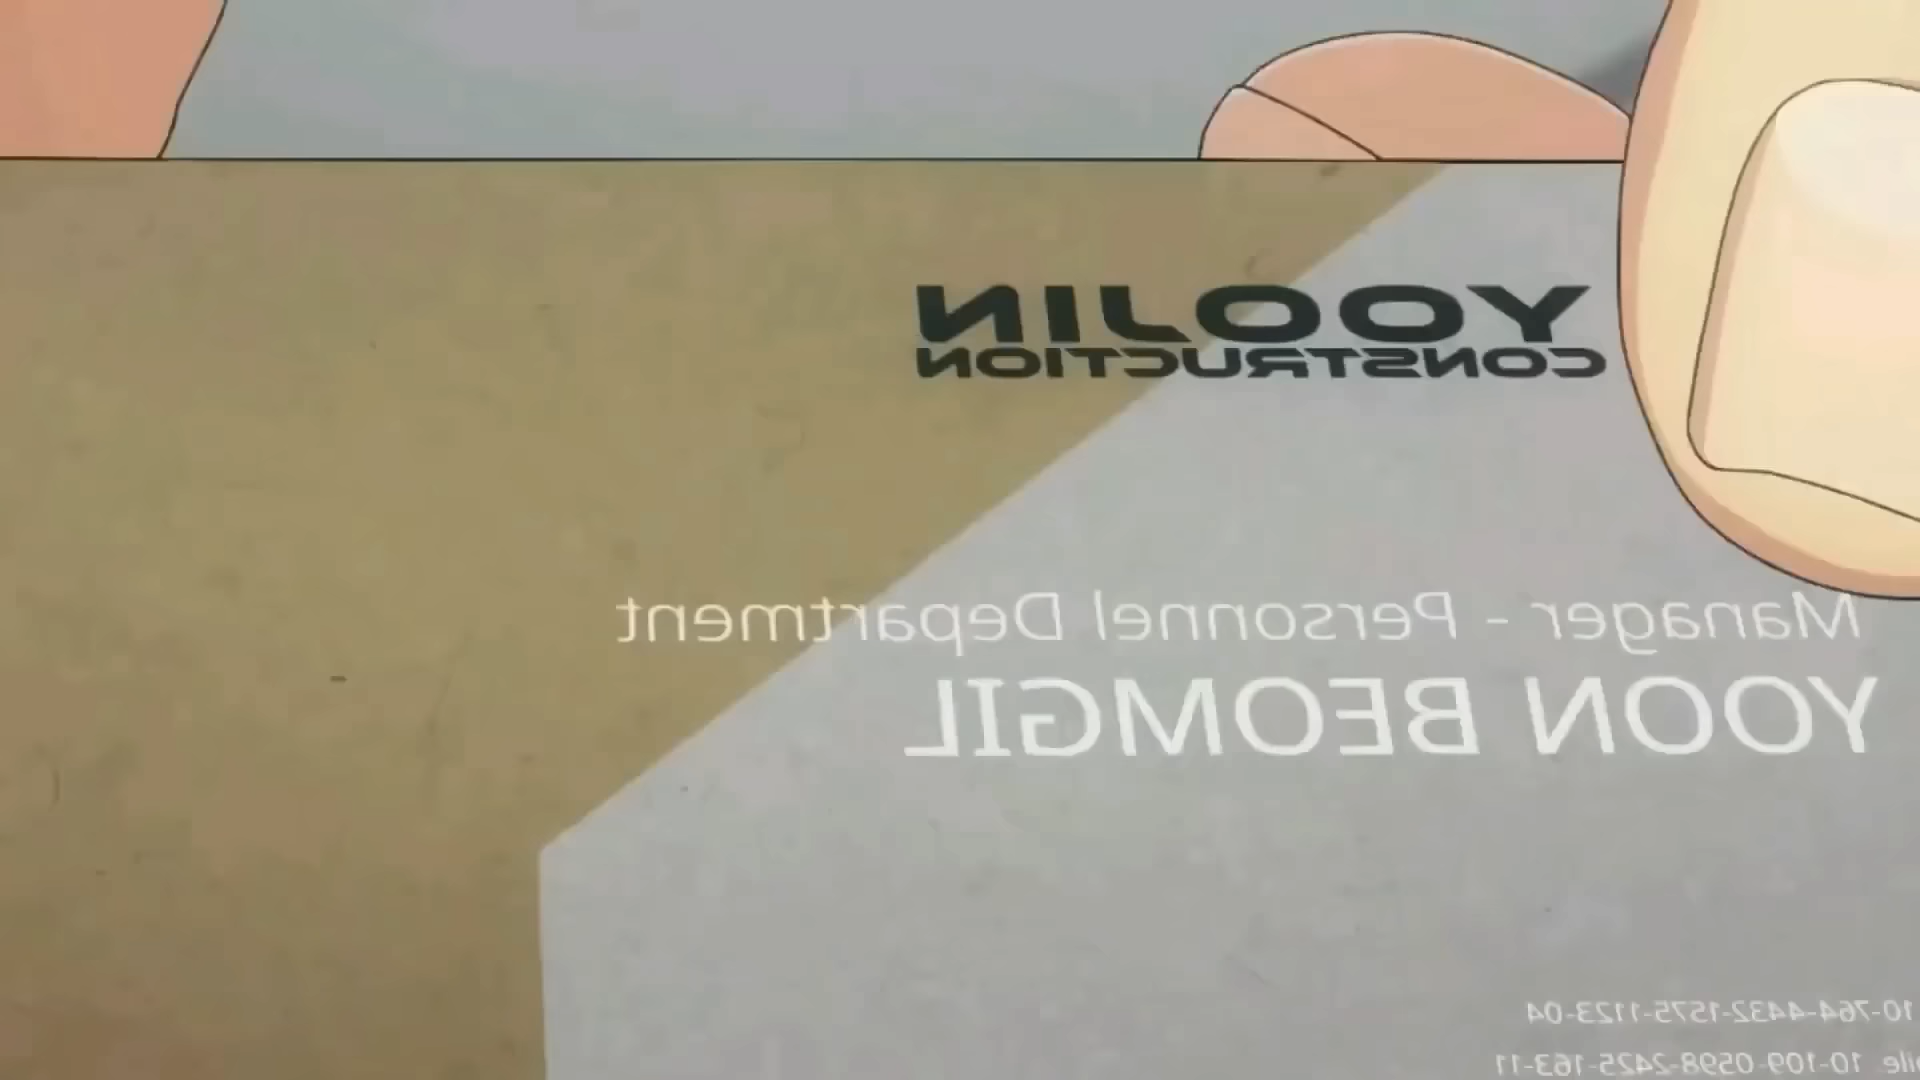 YOOJIN
CONSTRUCTION
Manager - Personnel Department
YOON BEOMGIL
10-764-4432-1575-1123-04
10-109-0598-2425-163-11